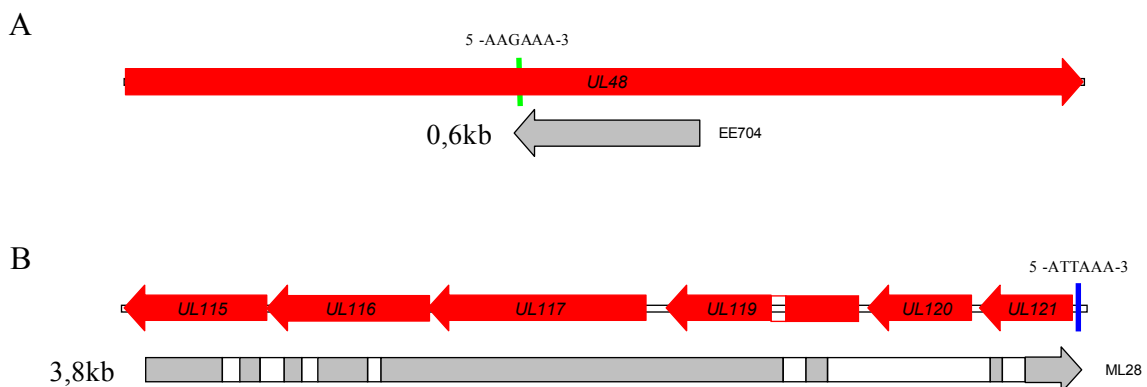 A
5 -AAGAAA-3
UL48
0,6kb
EE704
B
5 -ATTAAA-3
UL115 UL116 UL117 UL119 UL120 UL121
3,8kb
ML28